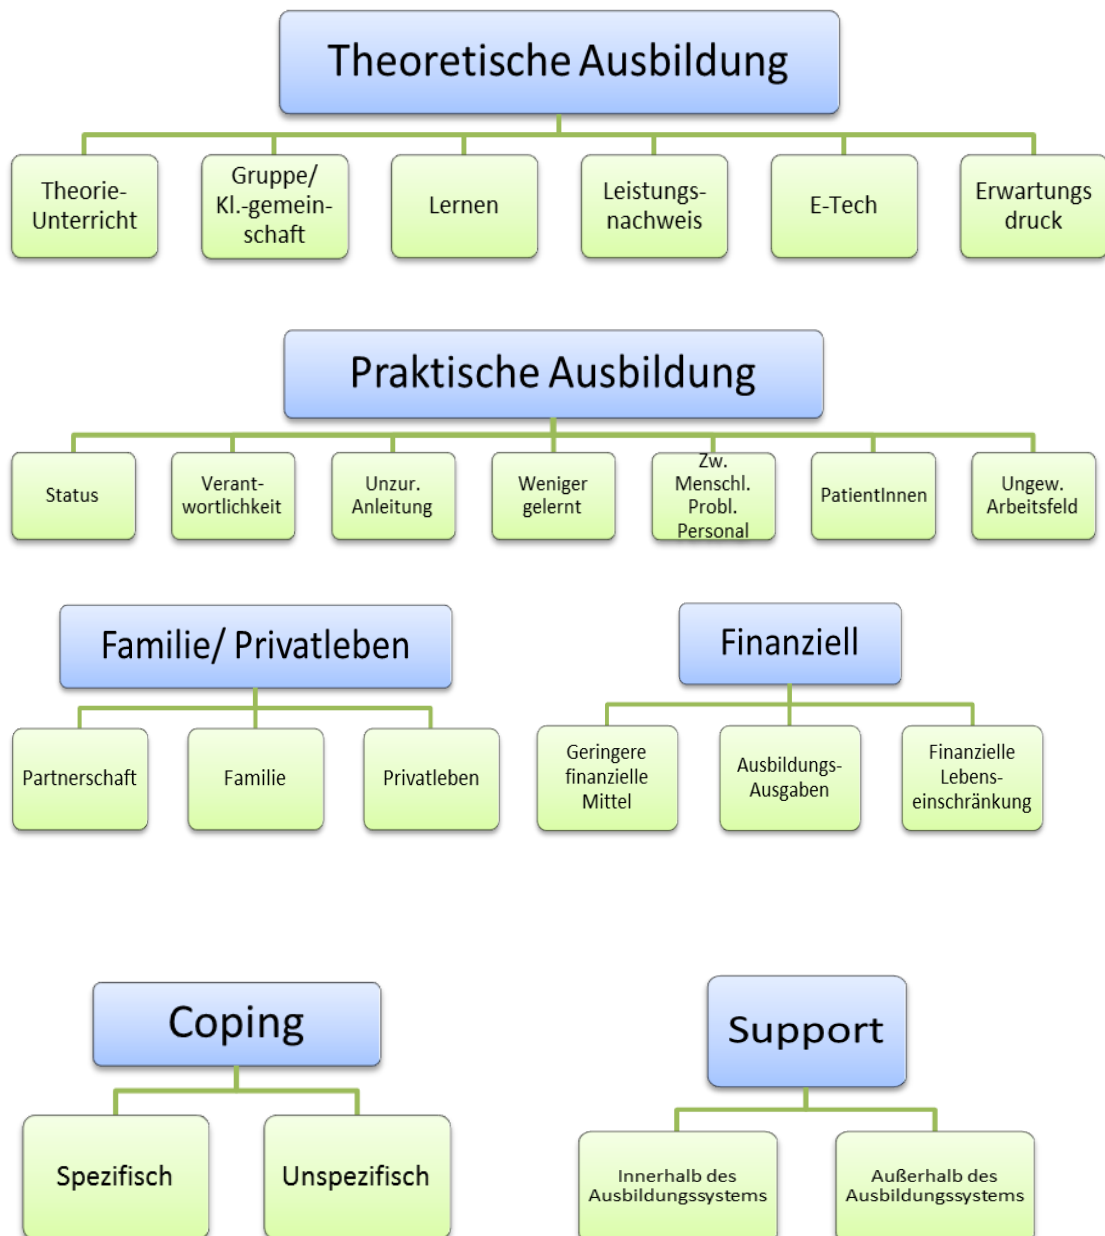 Theoretische Ausbildung
Theorie-
Unterricht
Gruppe/
Kl.-gemein-
schaft
Lernen
Leistungs-
nachweis
E-Tech
Erwartungs
druck
Praktische Ausbildung
Status
Verant-
wortlichkeit
Unzur.
Anleitung
Weniger
gelernt
Zw.
Menschl.
Probl.
Personal
PatientInnen
Ungew.
Arbeitsfeld
Familie/ Privatleben
Partnerschaft
Familie
Privatleben
Finanziell
Geringere
finanzielle
Mittel
Ausbildungs-
Ausgaben
Finanzielle
Lebens-
einschränkung
Coping
Spezifisch
Unspezifisch
Support
Innerhalb des
Ausbildungssystems
Außerhalb des
Ausbildungssystems